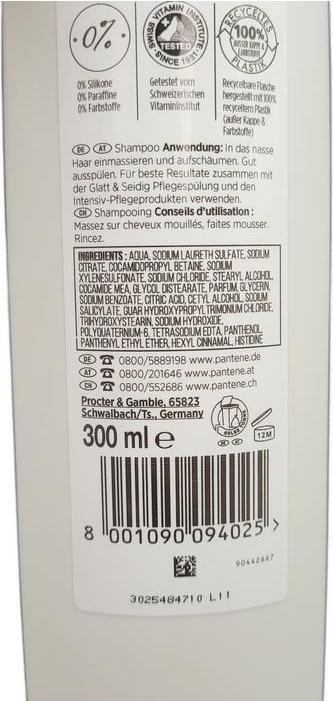 0%
SWISS VITAMIN INSTITUTE
TESTED
SINCE 1931
RECYCELTES
100%
AUSSER KAPPE &
FARBSTOFFE
PLASTIK
0% Silikone
0% Paraffine
0% Farbstoffe
Getestet vom
Schweizerischen
Vitamininstitut
Recycelbare Flasche
hergestellt mit 100%
recyceltem Plastik
(außer Kappe &
Farbstoffe)
DE AT Shampoo Anwendung: In das nasse
Haar einmassieren und aufschäumen. Gut
ausspülen. Für beste Resultate zusammen mit
der Glatt & Seidig Pflegespülung und den
Intensiv-Pflegeprodukten verwenden.
CH Shampooing Conseils d'utilisation :
Massez sur cheveux mouillés, faites mousser.
Rincez.
INGREDIENTS : AQUA, SODIUM LAURETH SULFATE, SODIUM
CITRATE, COCAMIDOPROPYL BETAINE, SODIUM
XYLENESULFONATE, SODIUM CHLORIDE, STEARYL ALCOHOL,
COCAMIDE MEA, GLYCOL DISTEARATE, PARFUM, GLYCERIN,
SODIUM BENZOATE, CITRIC ACID, CETYL ALCOHOL, SODIUM
SALICYLATE, GUAR HYDROXYPROPYLTRIMONIUM CHLORIDE,
TRIHYDROXYSTEARIN, SODIUM HYDROXIDE,
POLYQUATERNIUM-6, TETRASODIUM EDTA, PANTHENOL,
PANTHENYL ETHYL ETHER, HEXYL CINNAMAL, HISTIDINE
DE 0800/5889198 www.pantene.de
AT 0800/201646 www.pantene.at
CH 0800/552686 www.pantene.ch
Procter & Gamble, 65823
Schwalbach/Ts., Germany
300 ml e
12M
8 001090 094025 >
90442667
3025484710 L11